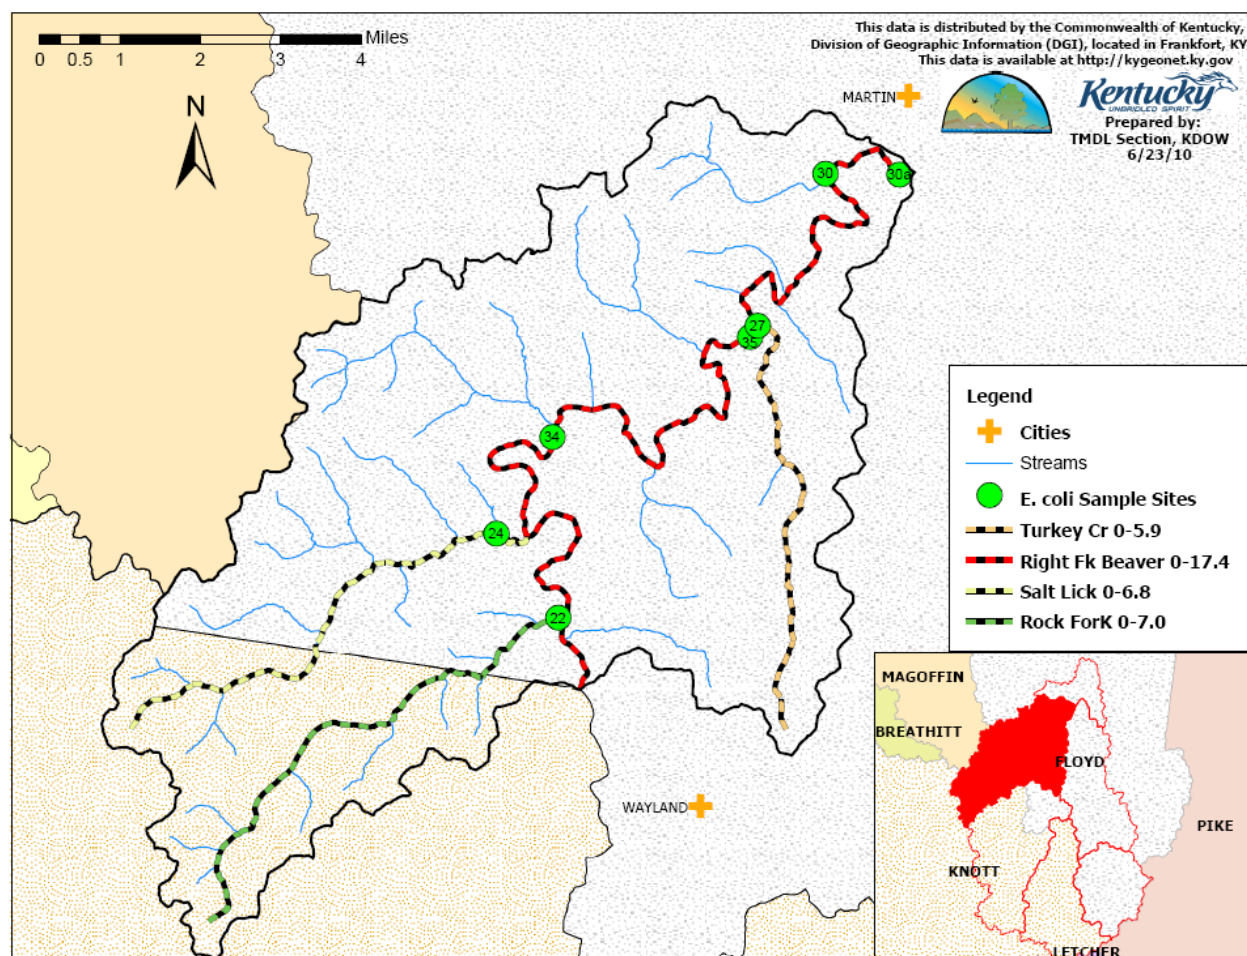 Miles
0 0.5 1 2 3 4
N
This data is distributed by the Commonwealth of Kentucky,
Division of Geographic Information (DGI), located in Frankfort, KY
This data is available at http://kygeonet.ky.gov
MARTIN
Kentucky
UNBRIDLED SPIRIT
Prepared by:
TMDL Section, KDOW
6/23/10
30
30a
27
35
34
24
22
Legend
Cities
Streams
E. coli Sample Sites
Turkey Cr 0-5.9
Right Fk Beaver 0-17.4
Salt Lick 0-6.8
Rock ForK 0-7.0
WAYLAND
MAGOFFIN
BREATHITT
FLOYD
PIKE
KNOTT
LETCHER